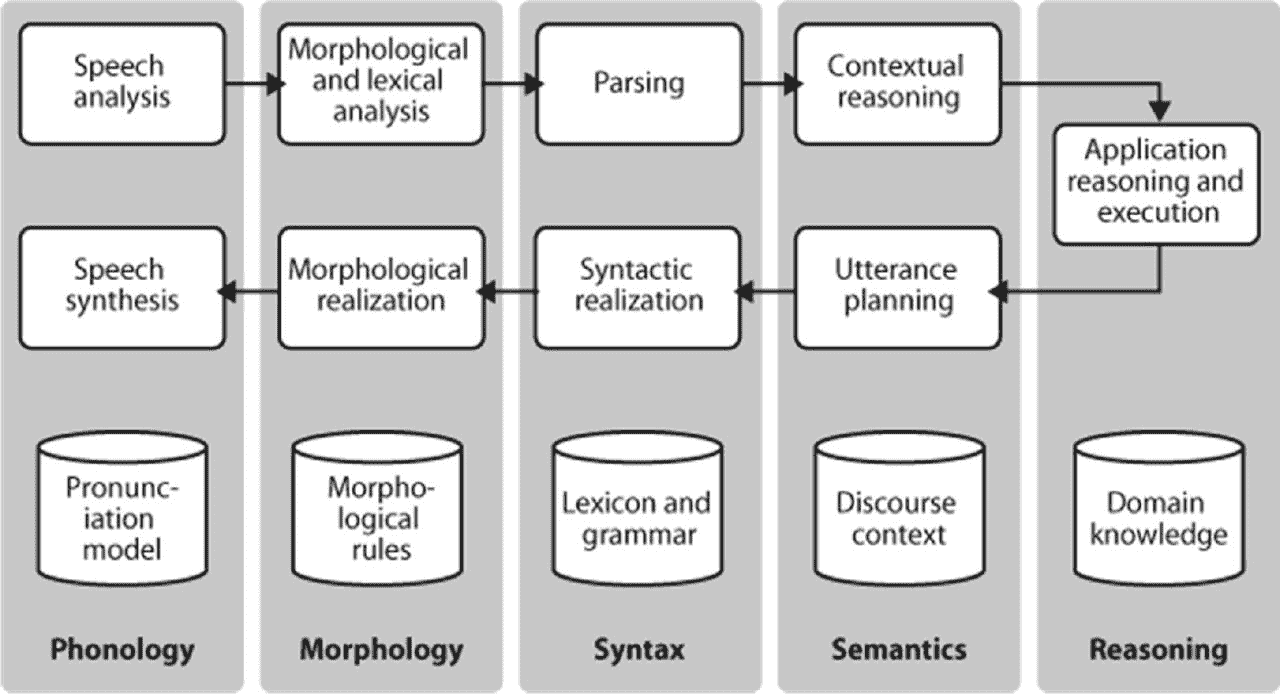 Speech
analysis
Morphological
and lexical
analysis
Parsing
Contextual
reasoning
Application
reasoning and
execution
Speech
synthesis
Morphological
realization
Syntactic
realization
Utterance
planning
Pronunc-
iation
model
Morpho-
logical
rules
Lexicon and
grammar
Discourse
context
Domain
knowledge
Phonology
Morphology
Syntax
Semantics
Reasoning